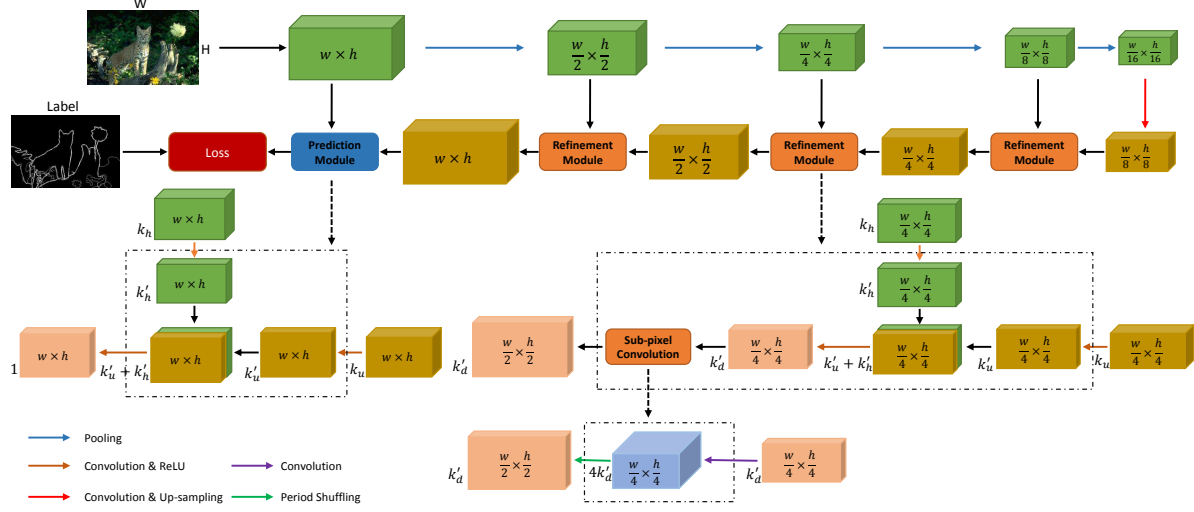 W
H
w × h
w/2 × h/2
w/4 × h/4
w/8 × h/8
w/16 × h/16
Label
Loss
Prediction
Module
w × h
Refinement
Module
w/2 × h/2
Refinement
Module
w/4 × h/4
Refinement
Module
w/8 × h/8
k_h
w × h
k_h
w/4 × h/4
k′_h
w × h
k′_h
w/4 × h/4
1
w × h
k′_u + k′_h
w × h
k′_u
w × h
k_u
w × h
k′_d
w/2 × h/2
Sub-pixel
Convolution
k′_d
w/4 × h/4
k′_u + k′_h
w/4 × h/4
k′_u
w/4 × h/4
k_u
w/4 × h/4
Pooling
Convolution & ReLU
Convolution
Convolution & Up-sampling
Period Shuffling
k′_d
w/2 × h/2
4k′_d
w/4 × h/4
k′_d
w/4 × h/4